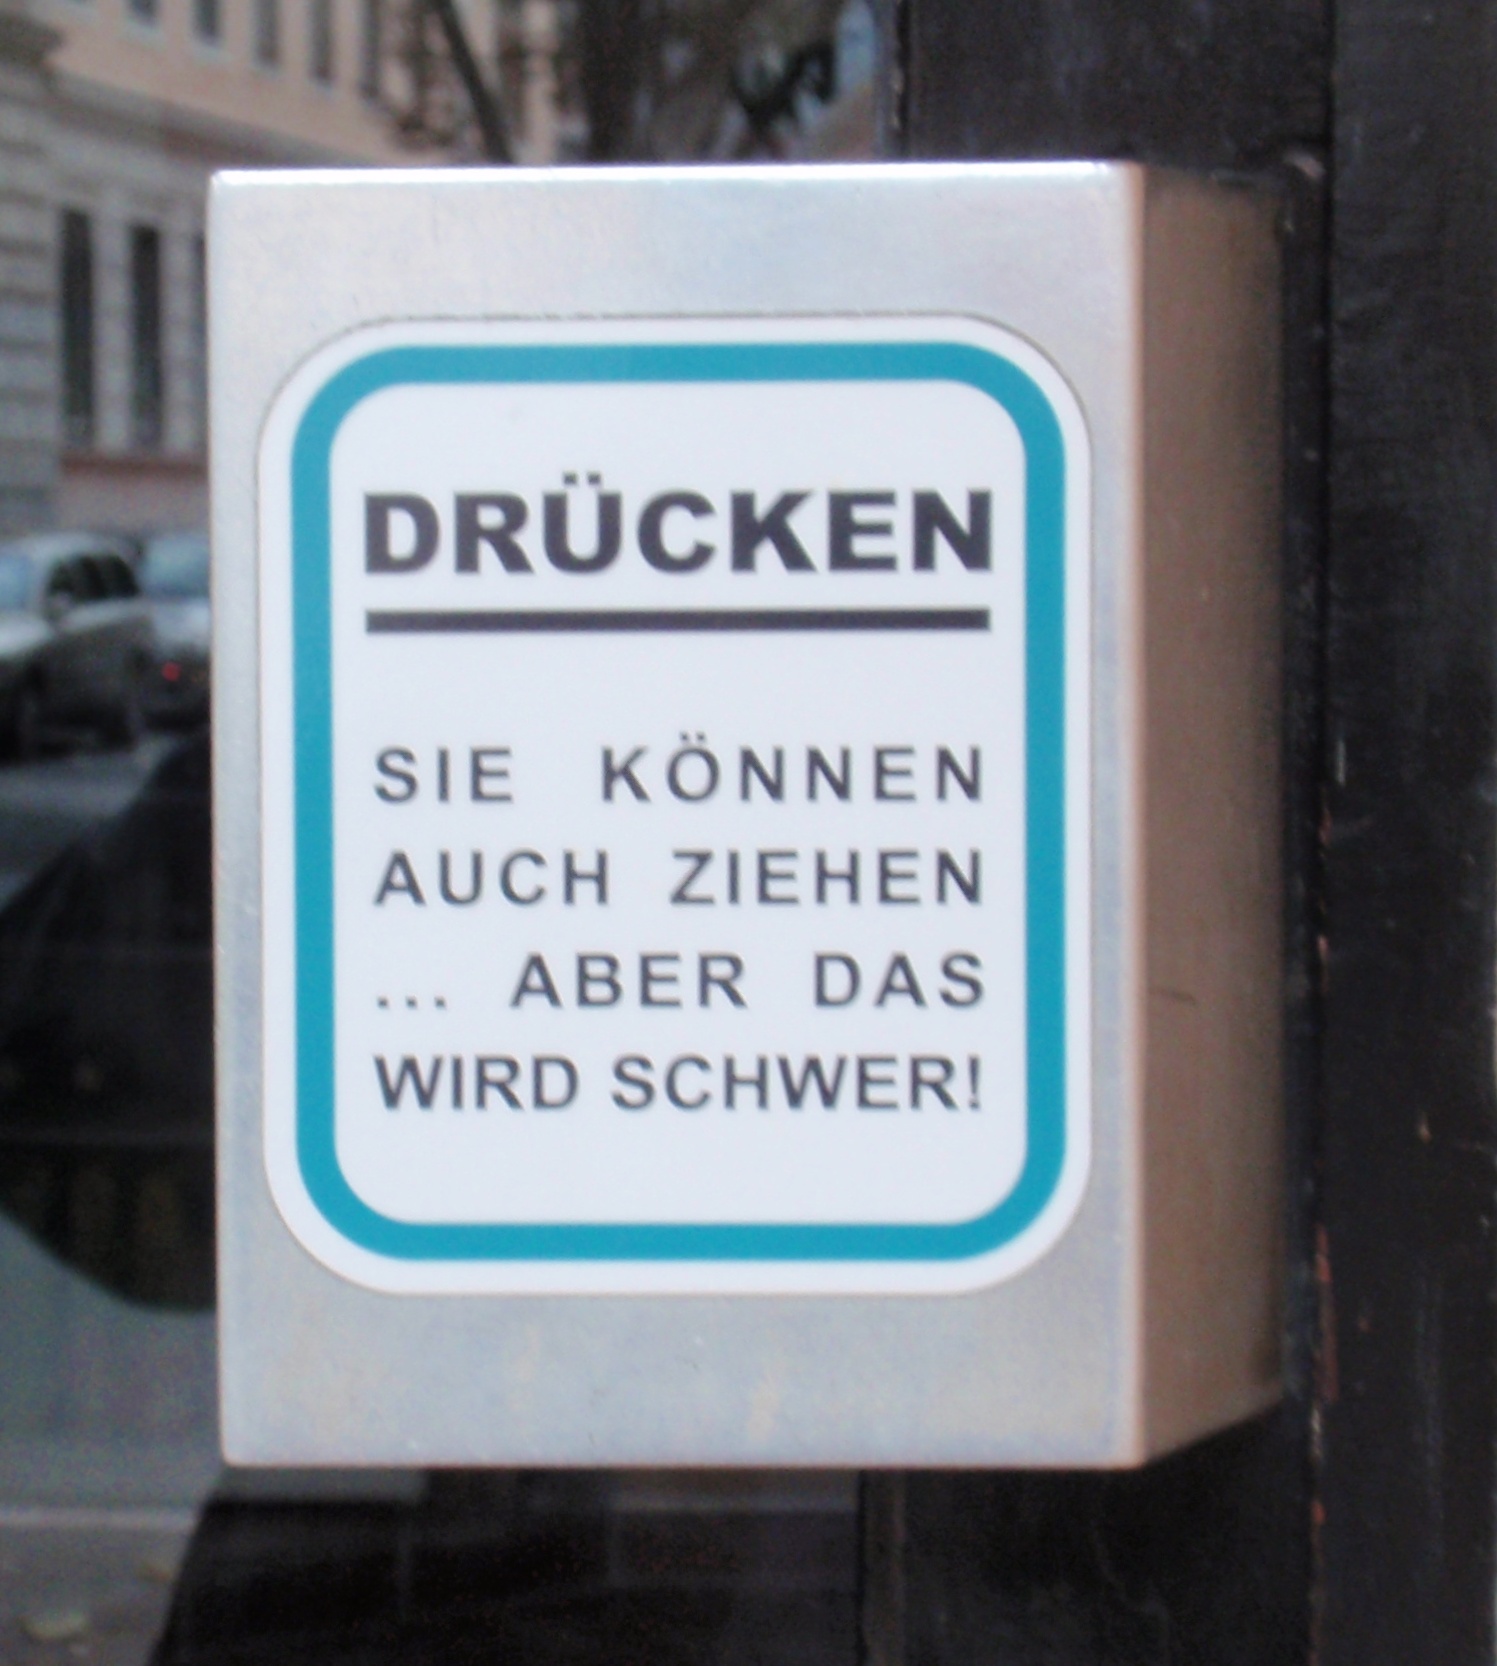 DRÜCKEN
SIE KÖNNEN
AUCH ZIEHEN
... ABER DAS
WIRD SCHWER!